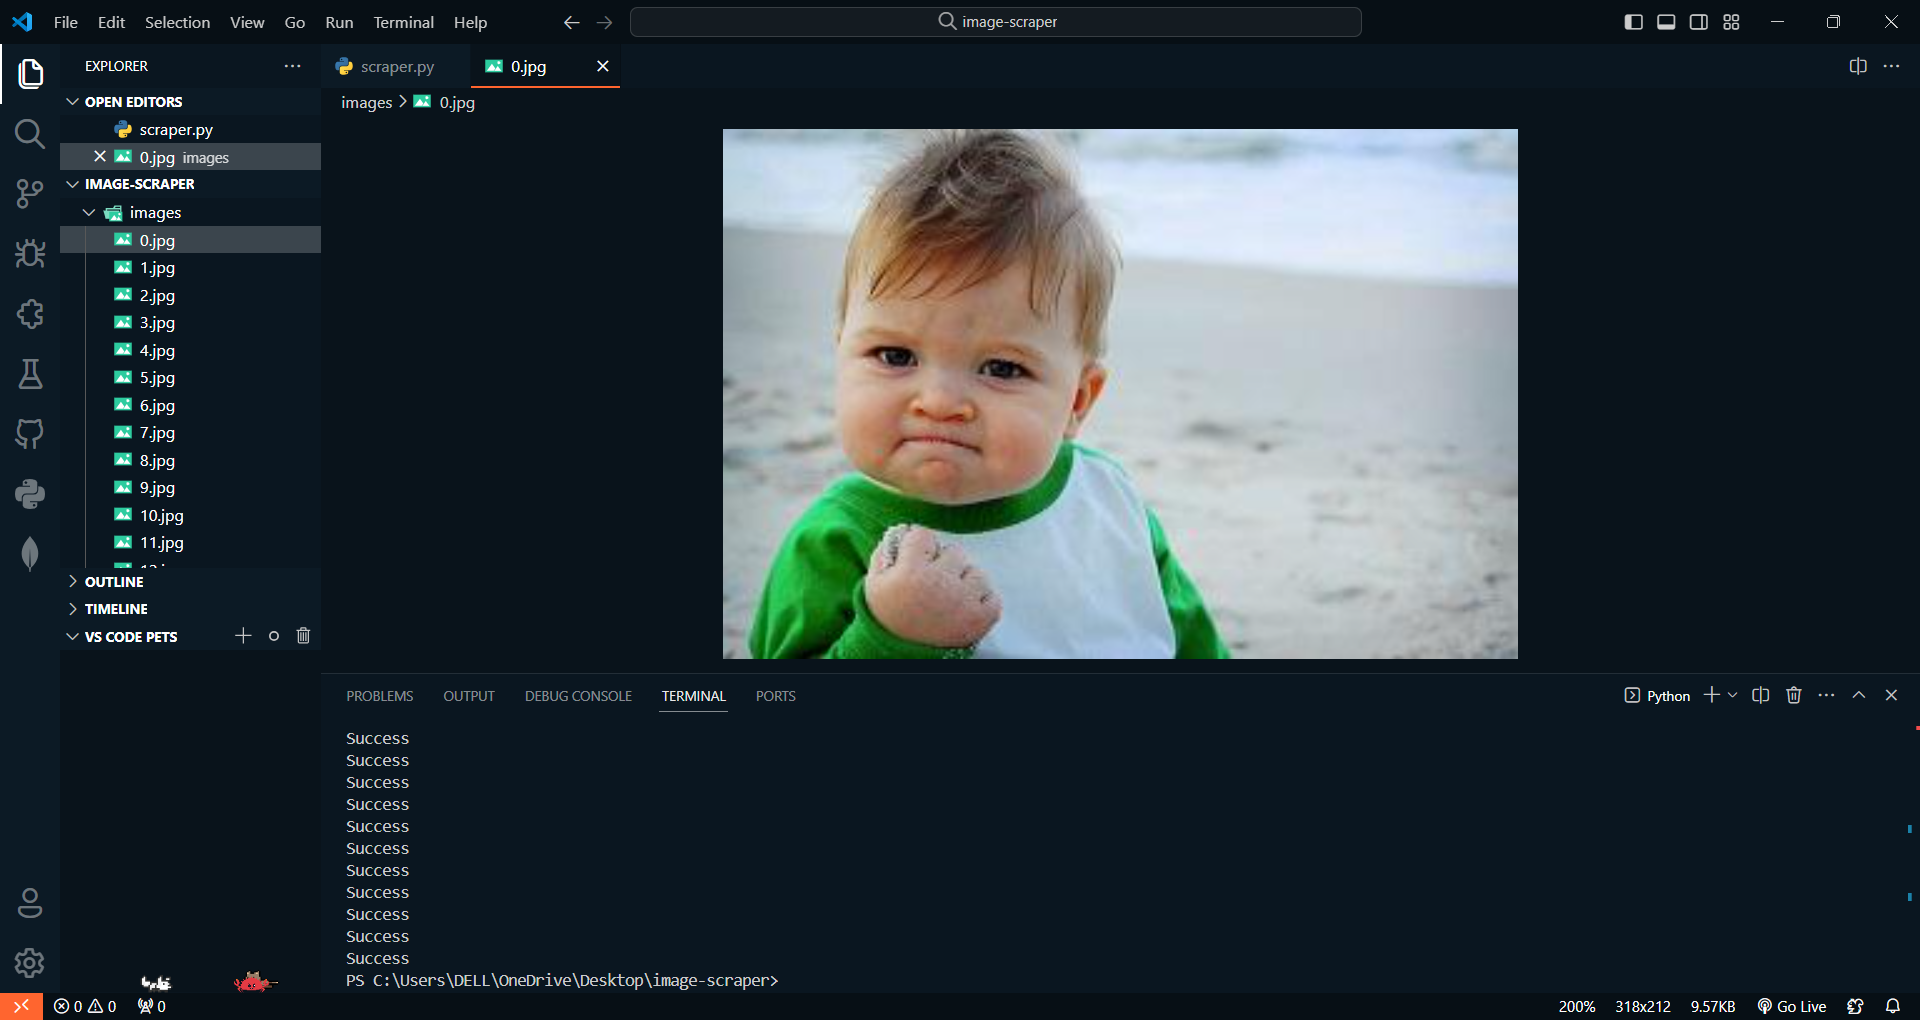 File Edit Selection View Go Run Terminal Help
image-scraper
EXPLORER
OPEN EDITORS
scraper.py
0.jpg images
IMAGE-SCRAPER
images
0.jpg
1.jpg
2.jpg
3.jpg
4.jpg
5.jpg
6.jpg
7.jpg
8.jpg
9.jpg
10.jpg
11.jpg
OUTLINE
TIMELINE
VS CODE PETS
scraper.py 0.jpg
images > 0.jpg
PROBLEMS OUTPUT DEBUG CONSOLE TERMINAL PORTS
Python
Success
Success
Success
Success
Success
Success
Success
Success
Success
Success
Success
PS C:\Users\DELL\OneDrive\Desktop\image-scraper>
0 0 0
200% 318x212 9.57KB Go Live